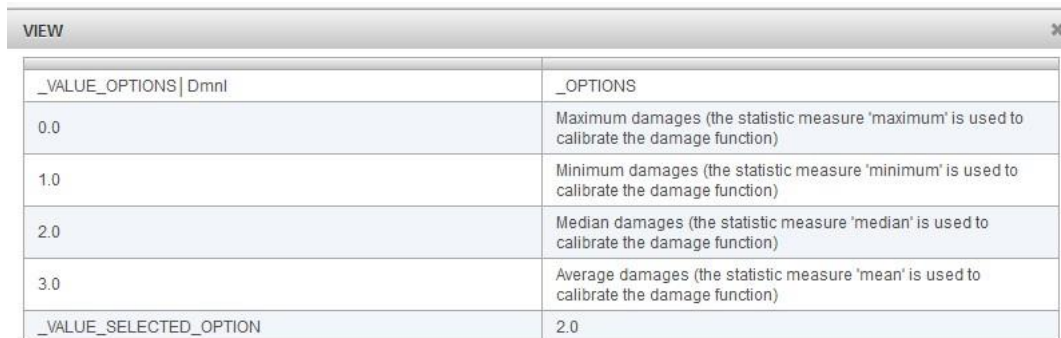 VIEW
_VALUE_OPTIONS|Dmnl _OPTIONS
0.0 Maximum damages (the statistic measure 'maximum' is used to
calibrate the damage function)
1.0 Minimum damages (the statistic measure 'minimum' is used to
calibrate the damage function)
2.0 Median damages (the statistic measure 'median' is used to
calibrate the damage function)
3.0 Average damages (the statistic measure 'mean' is used to
calibrate the damage function)
_VALUE_SELECTED_OPTION 2.0